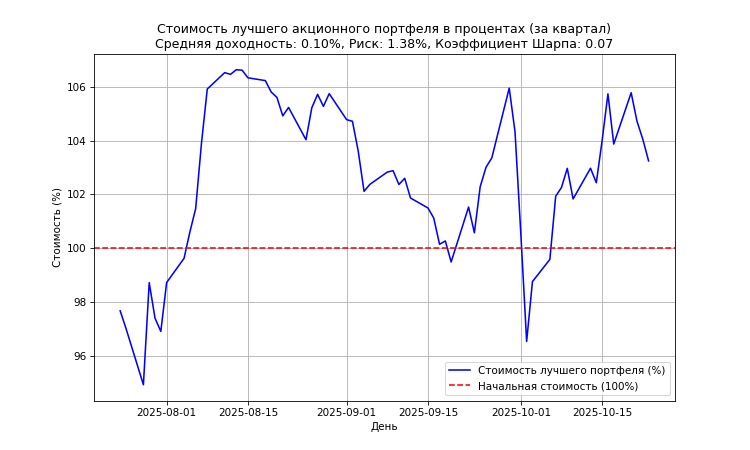 Стоимость лучшего акционного портфеля в процентах (за квартал)
Средняя доходность: 0.10%, Риск: 1.38%, Коэффициент Шарпа: 0.07
Стоимость (%)
106
104
102
100
98
96
Стоимость лучшего портфеля (%)
Начальная стоимость (100%)
2025-08-01
2025-08-15
2025-09-01
2025-09-15
2025-10-01
2025-10-15
День